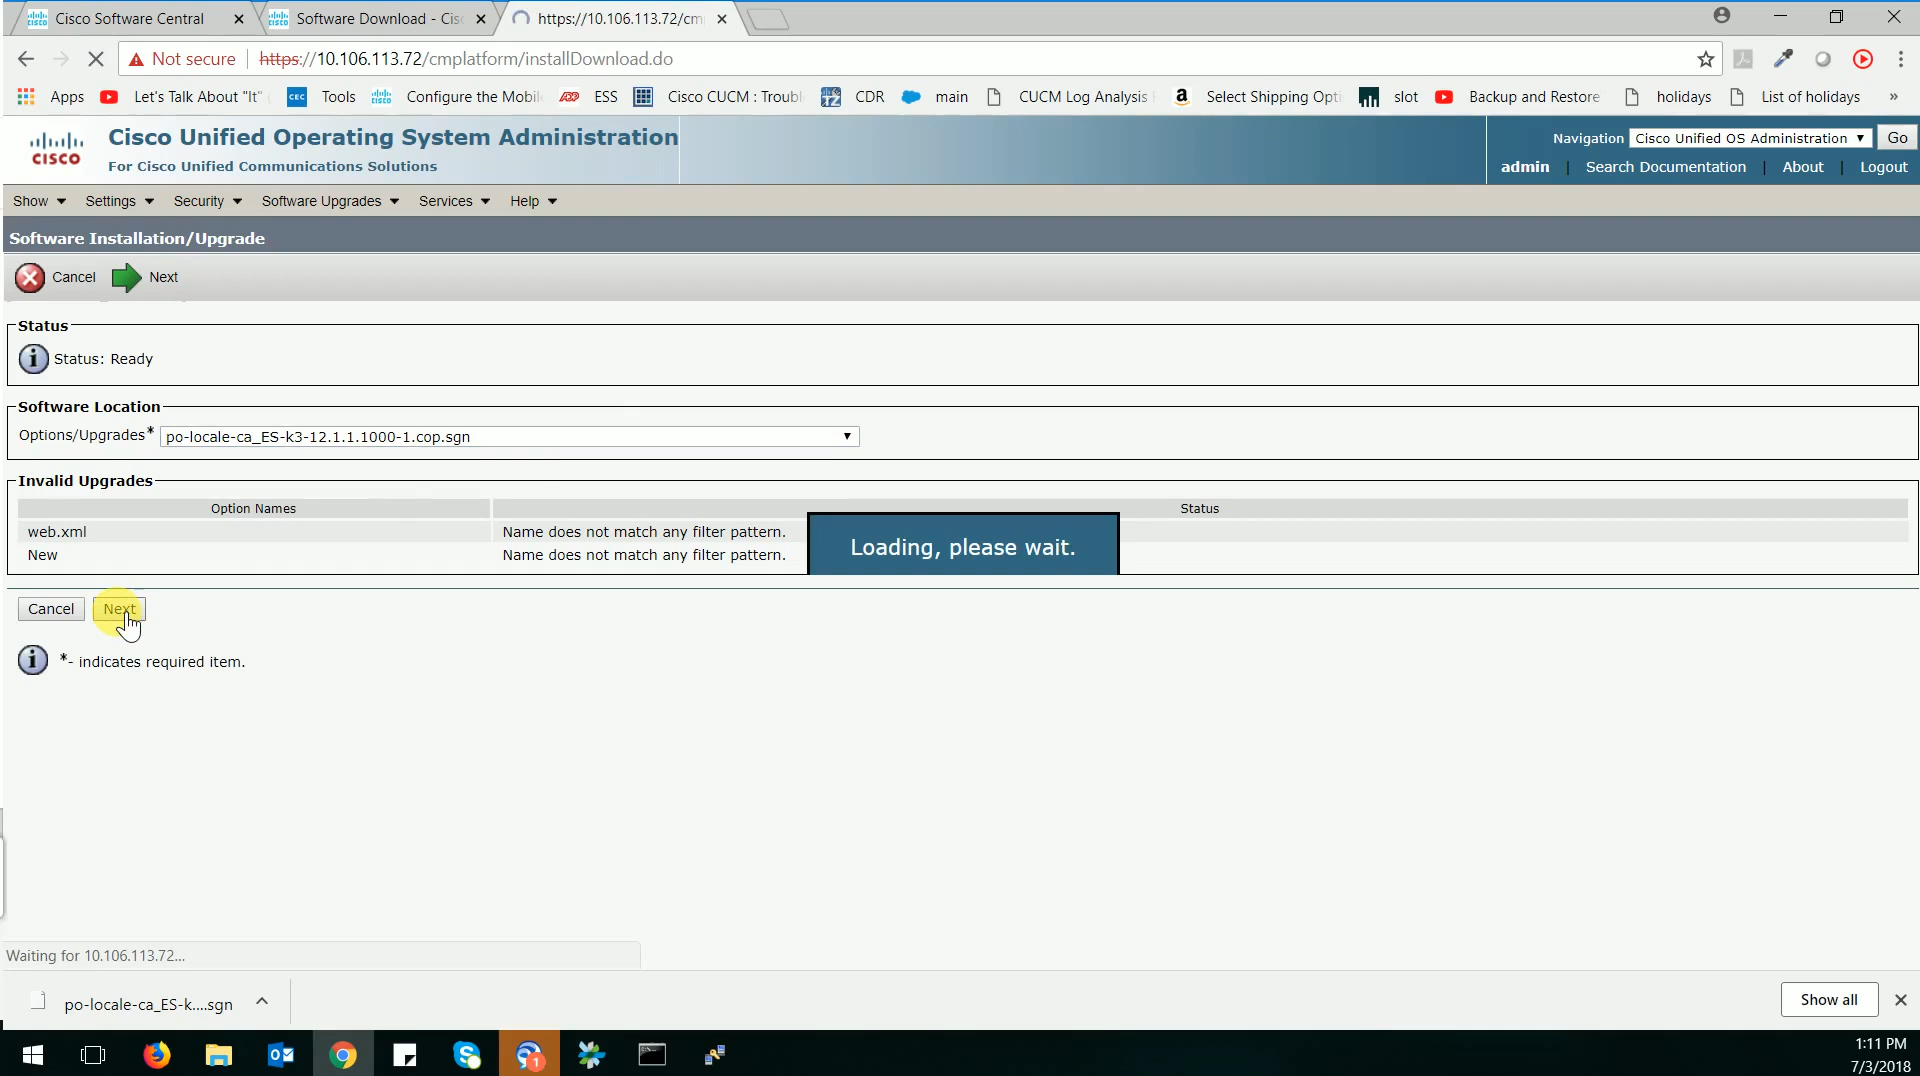 Cisco Software Central
Software Download - Cisc
https://10.106.113.72/cm
Not secure https://10.106.113.72/cmplatform/installDownload.do
Apps Let's Talk About "It" CEC Tools Configure the Mobil ADP ESS Cisco CUCM : Troubl CDR main CUCM Log Analysis Select Shipping Opti slot Backup and Restore holidays List of holidays »
cisco
Cisco Unified Operating System Administration
For Cisco Unified Communications Solutions
Navigation Cisco Unified OS Administration Go
admin | Search Documentation | About | Logout
Show Settings Security Software Upgrades Services Help
Software Installation/Upgrade
Cancel Next
Status
Status: Ready
Software Location
Options/Upgrades* po-locale-ca_ES-k3-12.1.1.1000-1.cop.sgn
Invalid Upgrades
Option Names Status
web.xml Name does not match any filter pattern.
New Name does not match any filter pattern.
Loading, please wait.
Cancel Next
*- indicates required item.
Waiting for 10.106.113.72...
po-locale-ca_ES-k....sgn
Show all
1:11 PM
7/3/2018